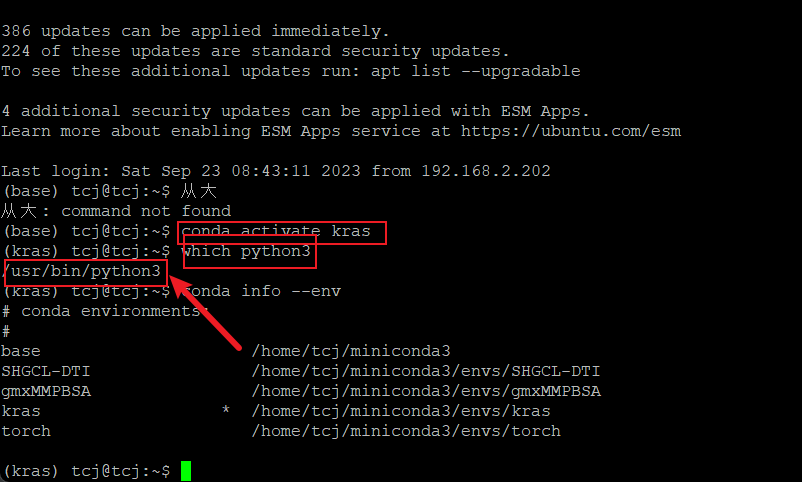 386 updates can be applied immediately.
224 of these updates are standard security updates.
To see these additional updates run: apt list --upgradable
4 additional security updates can be applied with ESM Apps.
Learn more about enabling ESM Apps service at https://ubuntu.com/esm
Last login: Sat Sep 23 08:43:11 2023 from 192.168.2.202
(base) tcj@tcj:~$ 从大
从大: command not found
(base) tcj@tcj:~$ conda activate kras
(kras) tcj@tcj:~$ which python3
/usr/bin/python3
(kras) tcj@tcj:~$ conda info --env
# conda environments:
#
base /home/tcj/miniconda3
SHGCL-DTI /home/tcj/miniconda3/envs/SHGCL-DTI
gmxMMPBSA /home/tcj/miniconda3/envs/gmxMMPBSA
kras * /home/tcj/miniconda3/envs/kras
torch /home/tcj/miniconda3/envs/torch
(kras) tcj@tcj:~$